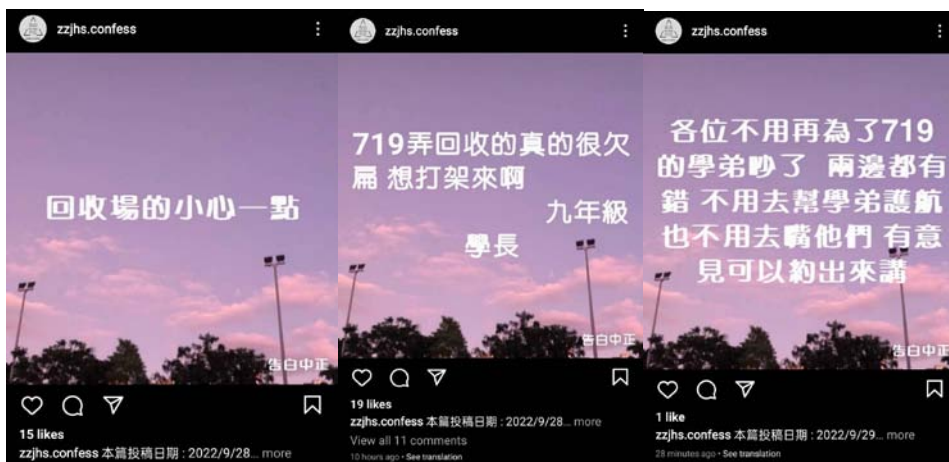 zzjhs.confess
回收場的小心一點
告白中正
15 likes
zzjhs.confess 本篇投稿日期 : 2022/9/28... more
zzjhs.confess
719弄回收的真的很欠
扁 想打架來啊
九年級
學長
告白中正
19 likes
zzjhs.confess 本篇投稿日期 : 2022/9/28... more
View all 11 comments
10 hours ago • See translation
zzjhs.confess
各位不用再為了719
的學弟吵了 兩邊都有
錯 不用去幫學弟護航
也不用去嘴他們 有意
見可以約出來講
告白中正
1 like
zzjhs.confess 本篇投稿日期 : 2022/9/29... more
28 minutes ago • See translation